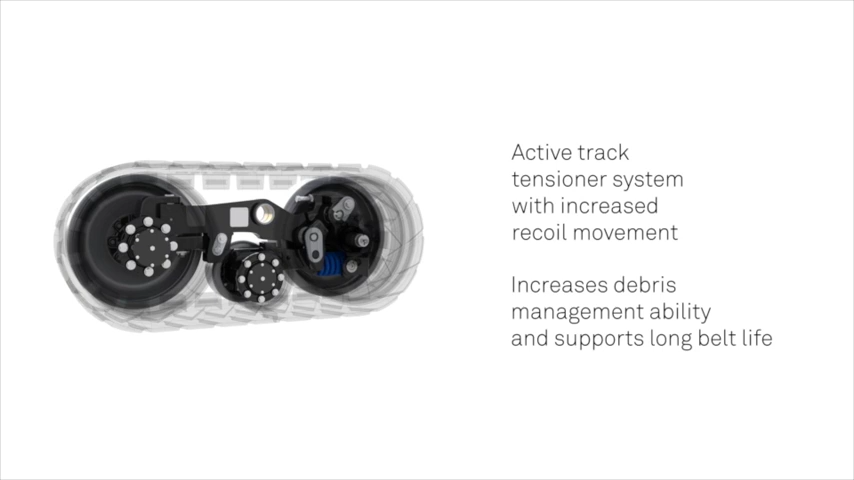 Active track
tensioner system
with increased
recoil movement
Increases debris
management ability
and supports long belt life